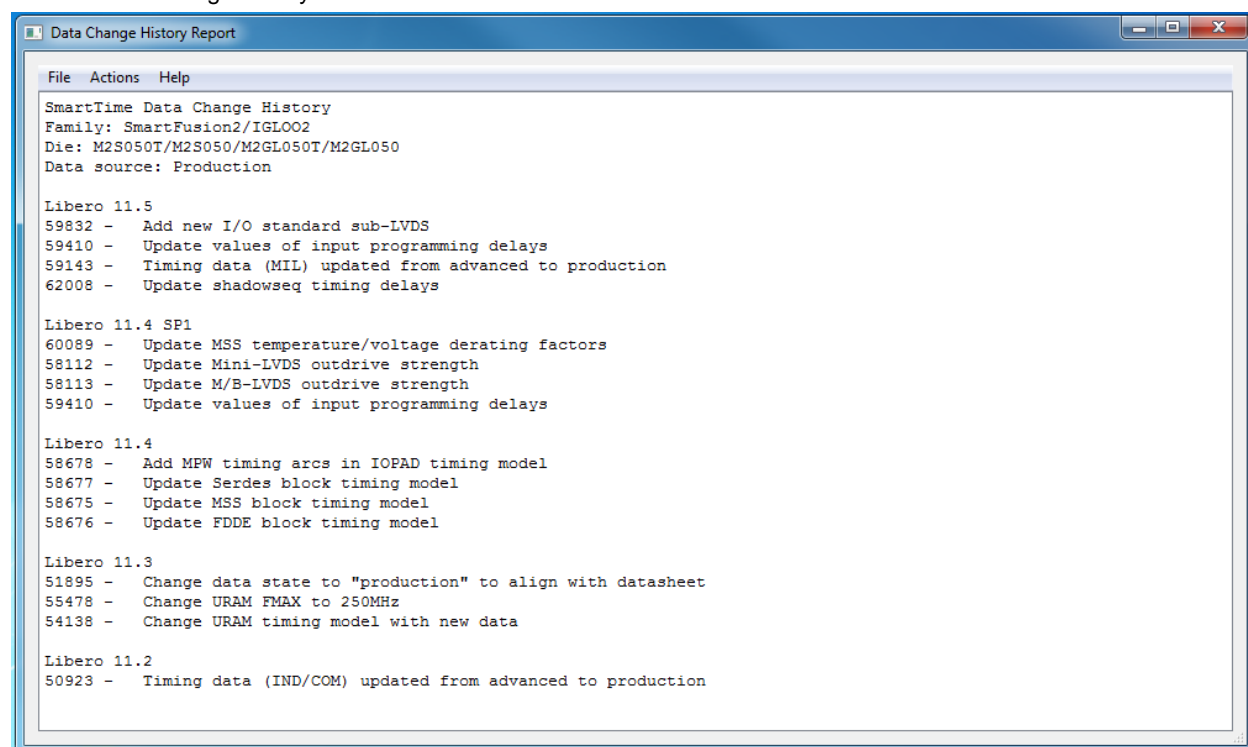 Data Change History Report
File Actions Help
SmartTime Data Change History
Family: SmartFusion2/IGLOO2
Die: M2S050T/M2S050/M2GL050T/M2GL050
Data source: Production
Libero 11.5
59832 - Add new I/O standard sub-LVDS
59410 - Update values of input programming delays
59143 - Timing data (MIL) updated from advanced to production
62008 - Update shadowseq timing delays
Libero 11.4 SP1
60089 - Update MSS temperature/voltage derating factors
58112 - Update Mini-LVDS outdrive strength
58113 - Update M/B-LVDS outdrive strength
59410 - Update values of input programming delays
Libero 11.4
58678 - Add MPW timing arcs in IOPAD timing model
58677 - Update Serdes block timing model
58675 - Update MSS block timing model
58676 - Update FDDE block timing model
Libero 11.3
51895 - Change data state to "production" to align with datasheet
55478 - Change URAM FMAX to 250MHz
54138 - Change URAM timing model with new data
Libero 11.2
50923 - Timing data (IND/COM) updated from advanced to production